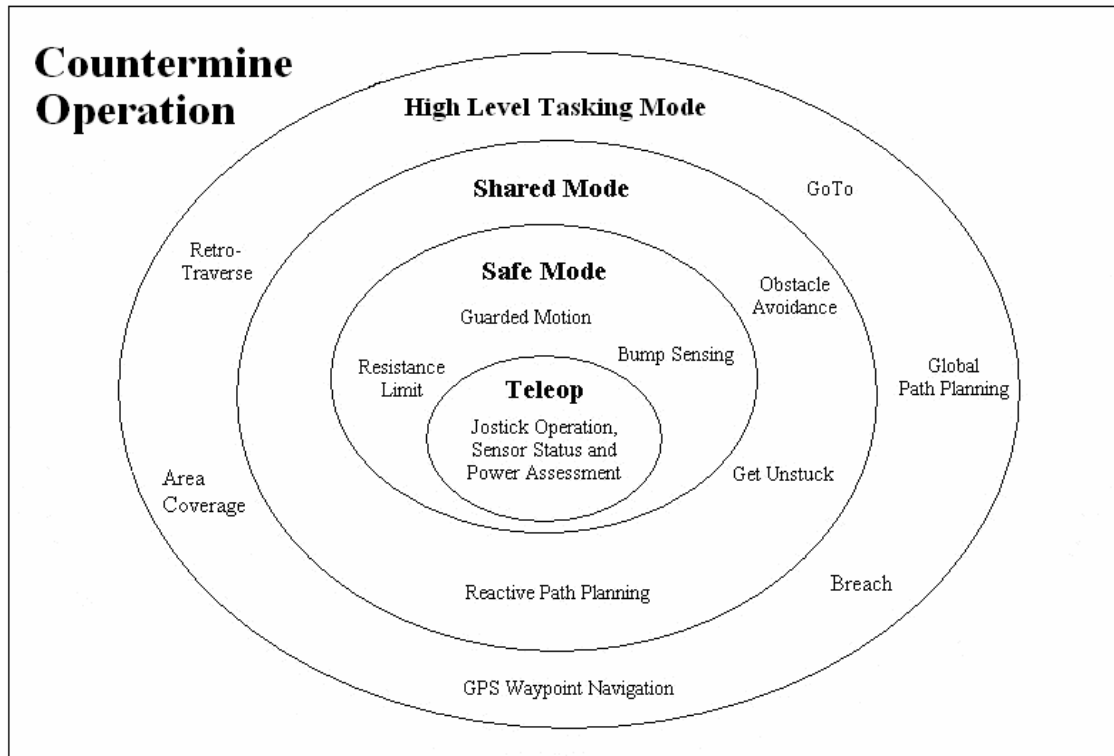 Countermine
Operation
High Level Tasking Mode
Shared Mode
GoTo
Retro-
Traverse
Safe Mode
Obstacle
Avoidance
Guarded Motion
Bump Sensing
Resistance
Limit
Global
Path Planning
Teleop
Jostick Operation,
Sensor Status and
Power Assessment
Get Unstuck
Area
Coverage
Reactive Path Planning
Breach
GPS Waypoint Navigation